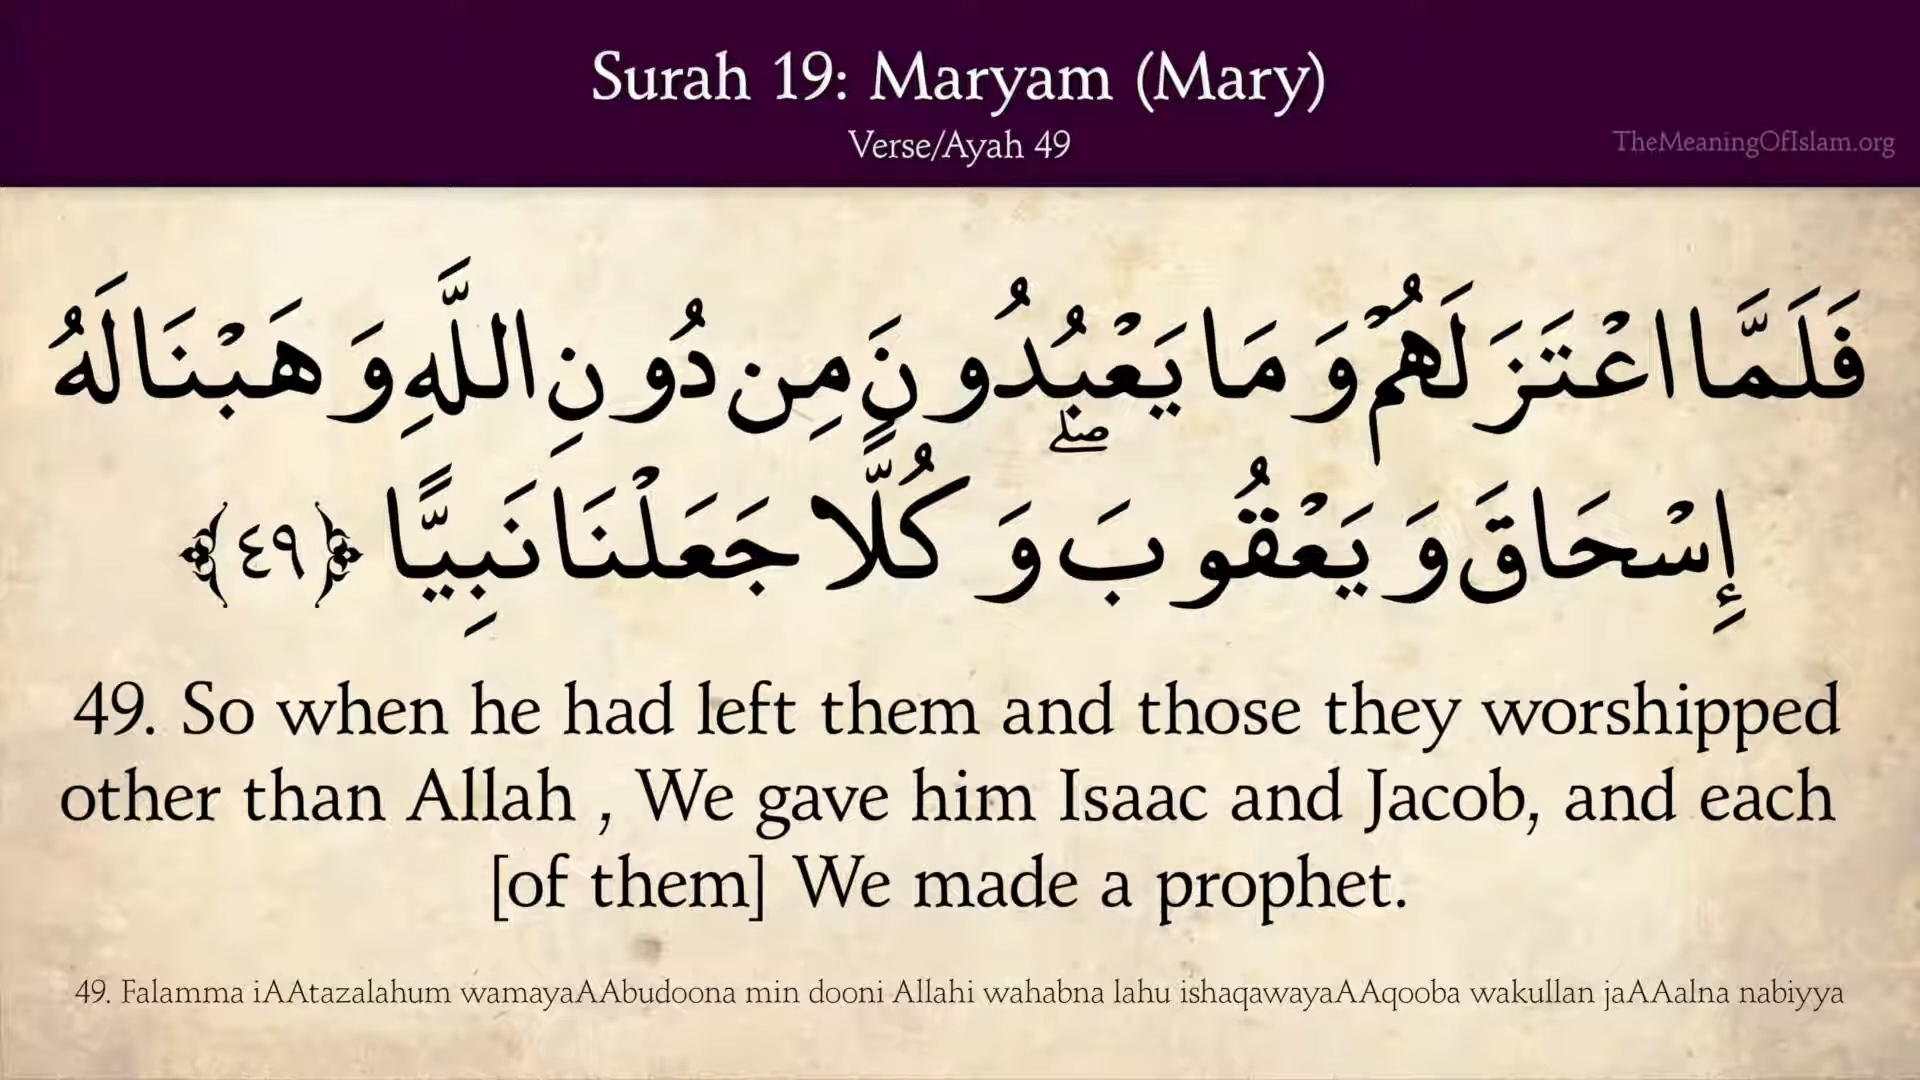 Surah 19: Maryam (Mary)
Verse/Ayah 49
TheMeaningOfIslam.org
فَلَمَّا اعْتَزَلَهُمْ وَمَا يَعْبُدُونَ مِن دُونِ اللَّهِ وَهَبْنَا لَهُ
إِسْحَاقَ وَيَعْقُوبَ ۖ وَكُلًّا جَعَلْنَا نَبِيًّا ﴿٤٩﴾
49. So when he had left them and those they worshipped
other than Allah , We gave him Isaac and Jacob, and each
[of them] We made a prophet.
49. Falamma iAAtazalahum wamayaAAbudoona min dooni Allahi wahabna lahu ishaqawayaAAqooba wakullan jaAAalna nabiyya